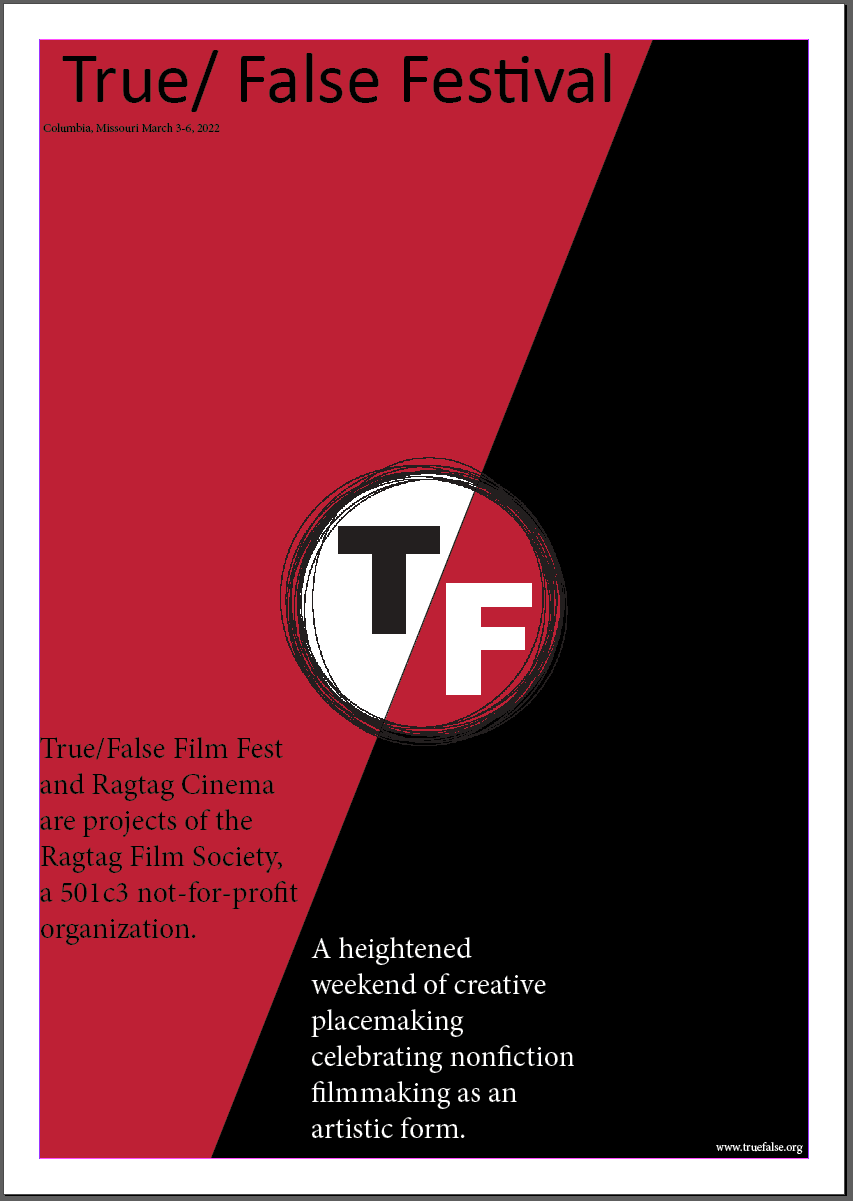 True/ False Festival
Columbia, Missouri March 3-6, 2022
T
F
True/False Film Fest
and Ragtag Cinema
are projects of the
Ragtag Film Society,
a 501c3 not-for-profit
organization.
A heightened
weekend of creative
placemaking
celebrating nonfiction
filmmaking as an
artistic form.
www.truefalse.org